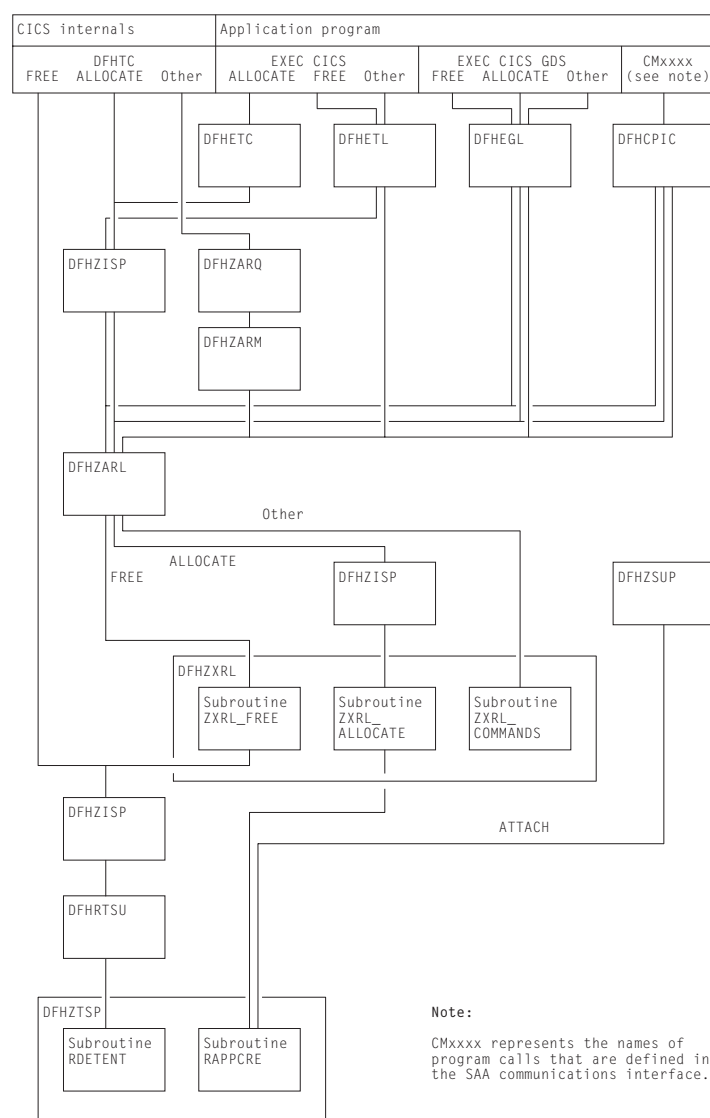 CICS internals
Application program
DFHTC
FREE ALLOCATE Other
EXEC CICS
ALLOCATE FREE Other
EXEC CICS GDS
FREE ALLOCATE Other
CMxxxx
(see note)
DFHETC
DFHETL
DFHEGL
DFHCPIC
DFHZISP
DFHZARQ
DFHZARM
DFHZARL
Other
ALLOCATE
FREE
DFHZISP
DFHZSUP
DFHZXRL
Subroutine
ZXRL_FREE
Subroutine
ZXRL_
ALLOCATE
Subroutine
ZXRL_
COMMANDS
DFHZISP
ATTACH
DFHRTSU
DFHZTSP
Subroutine
RDETENT
Subroutine
RAPPCRE
Note:
CMxxxx represents the names of
program calls that are defined in
the SAA communications interface.